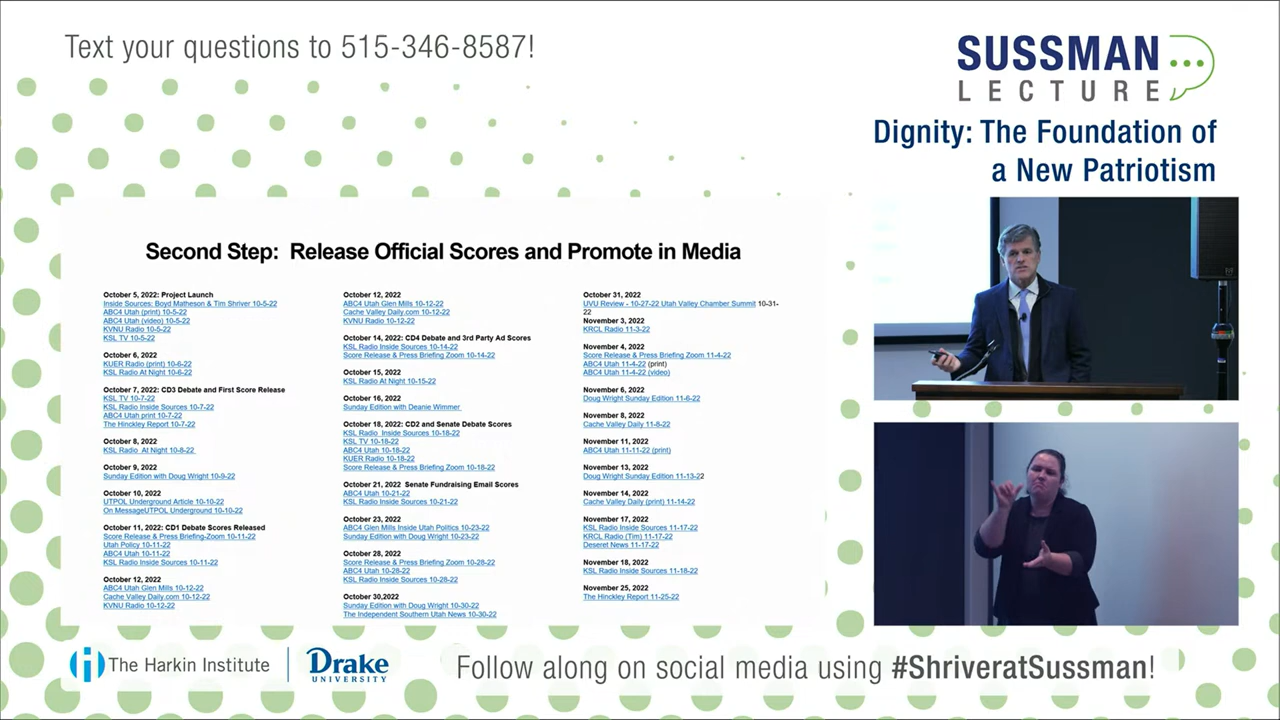 Text your questions to 515-346-8587!
SUSSMAN
LECTURE
Dignity: The Foundation of
a New Patriotism
Second Step:  Release Official Scores and Promote in Media
October 5, 2022: Project Launch
Inside Sources: Boyd Matheson & Tim Shriver 10-5-22
ABC4 Utah (print) 10-5-22
ABC4 Utah (video) 10-5-22
KVNU Radio 10-5-22
KSL TV 10-5-22
October 6, 2022
KUER Radio (print) 10-6-22
KSL Radio At Night 10-6-22
October 7, 2022: CD3 Debate and First Score Release
KSL TV 10-7-22
KSL Radio Inside Sources 10-7-22
ABC4 Utah print 10-7-22
The Hinckley Report 10-7-22
October 8, 2022
KSL Radio  At Night 10-8-22
October 9, 2022
Sunday Edition with Doug Wright 10-9-22
October 10, 2022
UTPOL Underground Article 10-10-22
On MessageUTPOL Underground 10-10-22
October 11, 2022: CD1 Debate Scores Released
Score Release & Press Briefing-Zoom 10-11-22
Utah Policy 10-11-22
ABC4 Utah 10-11-22
KSL Radio Inside Sources 10-11-22
October 12, 2022
ABC4 Utah Glen Mills 10-12-22
Cache Valley Daily.com 10-12-22
KVNU Radio 10-12-22
October 12, 2022
ABC4 Utah Glen Mills 10-12-22
Cache Valley Daily.com 10-12-22
KVNU Radio 10-12-22
October 14, 2022: CD4 Debate and 3rd Party Ad Scores
KSL Radio Inside Sources 10-14-22
Score Release & Press Briefing Zoom 10-14-22
October 15, 2022
KSL Radio At Night 10-15-22
October 16, 2022
Sunday Edition with Deanie Wimmer
October 18, 2022: CD2 and Senate Debate Scores
KSL Radio  Inside Sources 10-18-22
KSL TV 10-18-22
ABC4 Utah 10-18-22
KUER Radio 10-18-22
Score Release & Press Briefing Zoom 10-18-22
October 21, 2022  Senate Fundraising Email Scores
ABC4 Utah 10-21-22
KSL Radio Inside Sources 10-21-22
October 23, 2022
ABC4 Glen Mills Inside Utah Politics 10-23-22
Sunday Edition with Doug Wright 10-23-22
October 28, 2022
Score Release & Press Briefing Zoom 10-28-22
ABC4 Utah 10-28-22
KSL Radio Inside Sources 10-28-22
October 30,2022
Sunday Edition with Doug Wright 10-30-22
The Independent Southern Utah News 10-30-22
October 31, 2022
UVU Review - 10-27-22 Utah Valley Chamber Summit 10-31-
22
November 3, 2022
KRCL Radio 11-3-22
November 4, 2022
Score Release & Press Briefing Zoom 11-4-22
ABC4 Utah 11-4-22 (print)
ABC4 Utah 11-4-22 (video)
November 6, 2022
Doug Wright Sunday Edition 11-6-22
November 8, 2022
Cache Valley Daily 11-8-22
November 11, 2022
ABC4 Utah 11-11-22 (print)
November 13, 2022
Doug Wright Sunday Edition 11-13-22
November 14, 2022
Cache Valley Daily (print) 11-14-22
November 17, 2022
KSL Radio Inside Sources 11-17-22
KRCL Radio (Tim) 11-17-22
Deseret News 11-17-22
November 18, 2022
KSL Radio Inside Sources 11-18-22
November 25, 2022
The Hinckley Report 11-25-22
The Harkin Institute
Drake
UNIVERSITY
Follow along on social media using #ShriveratSussman!